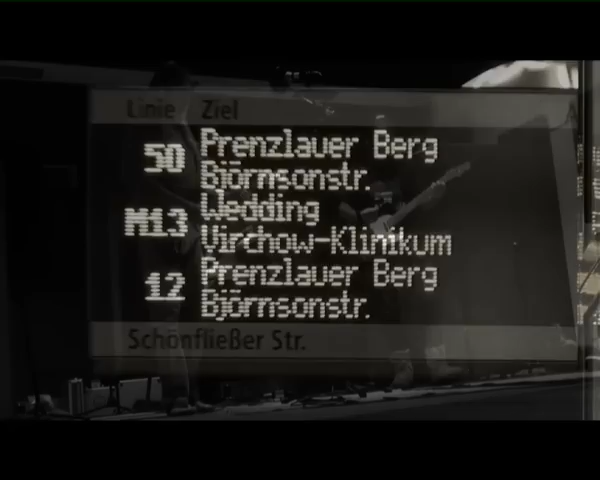 Linie Ziel
50 Prenzlauer Berg
Björnsonstr.
M13 Wedding
Virchow-Klinikum
12 Prenzlauer Berg
Björnsonstr.
Schönfließer Str.